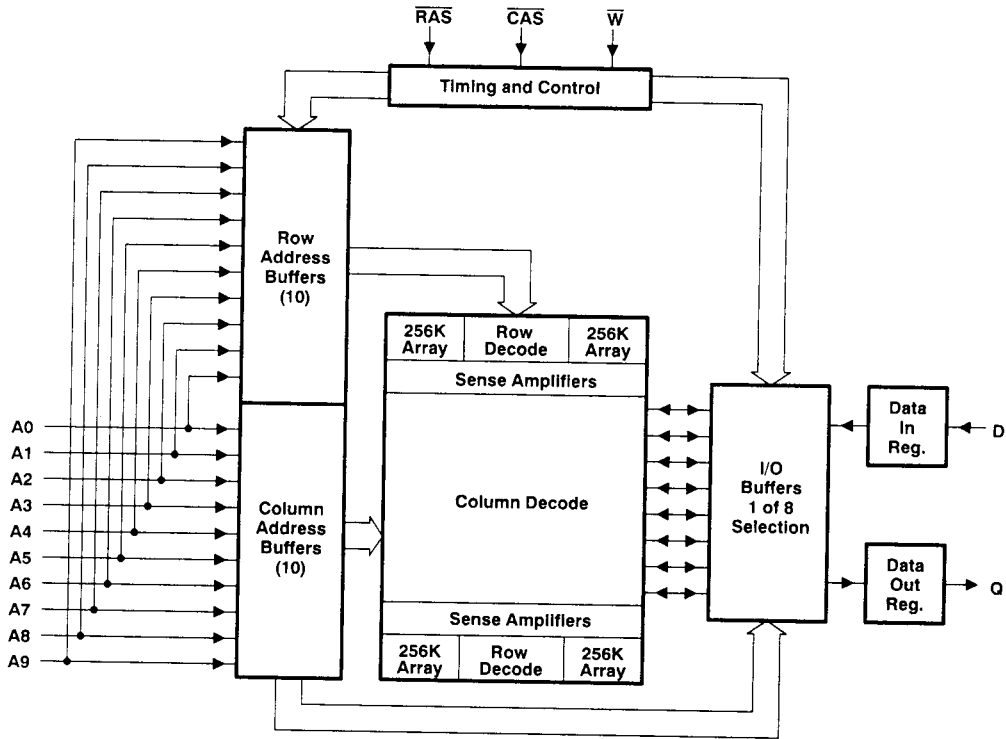 RAS CAS W
Timing and Control
Row
Address
Buffers
(10)
256K
Array
Row
Decode
256K
Array
Sense Amplifiers
Column Decode
Sense Amplifiers
256K
Array
Row
Decode
256K
Array
A0
A1
A2
A3
A4
A5
A6
A7
A8
A9
Column
Address
Buffers
(10)
I/O
Buffers
1 of 8
Selection
Data
In
Reg.
D
Data
Out
Reg.
Q